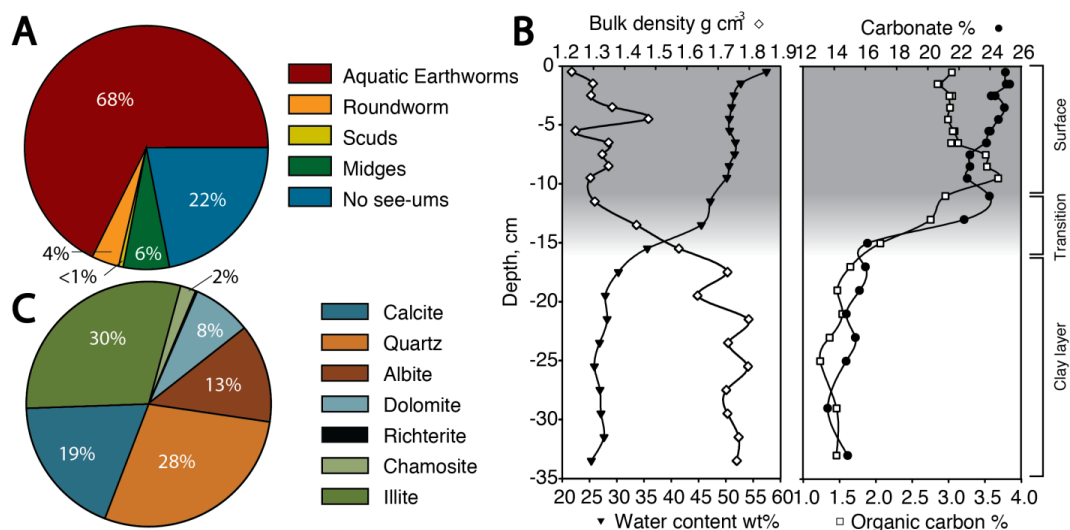 A
68%
22%
6%
4%
<1%
Aquatic Earthworms
Roundworm
Scuds
Midges
No see-ums
C
2%
30%
8%
13%
19%
28%
Calcite
Quartz
Albite
Dolomite
Richterite
Chamosite
Illite
B
Bulk density g cm-3
1.2 1.3 1.4 1.5 1.6 1.7 1.8 1.9
Carbonate %
12 14 16 18 20 22 24 26
Depth, cm
0
-5
-10
-15
-20
-25
-30
-35
20 25 30 35 40 45 50 55 60
Water content wt%
1.0 1.5 2.0 2.5 3.0 3.5 4.0
Organic carbon %
Surface
Transition
Clay layer